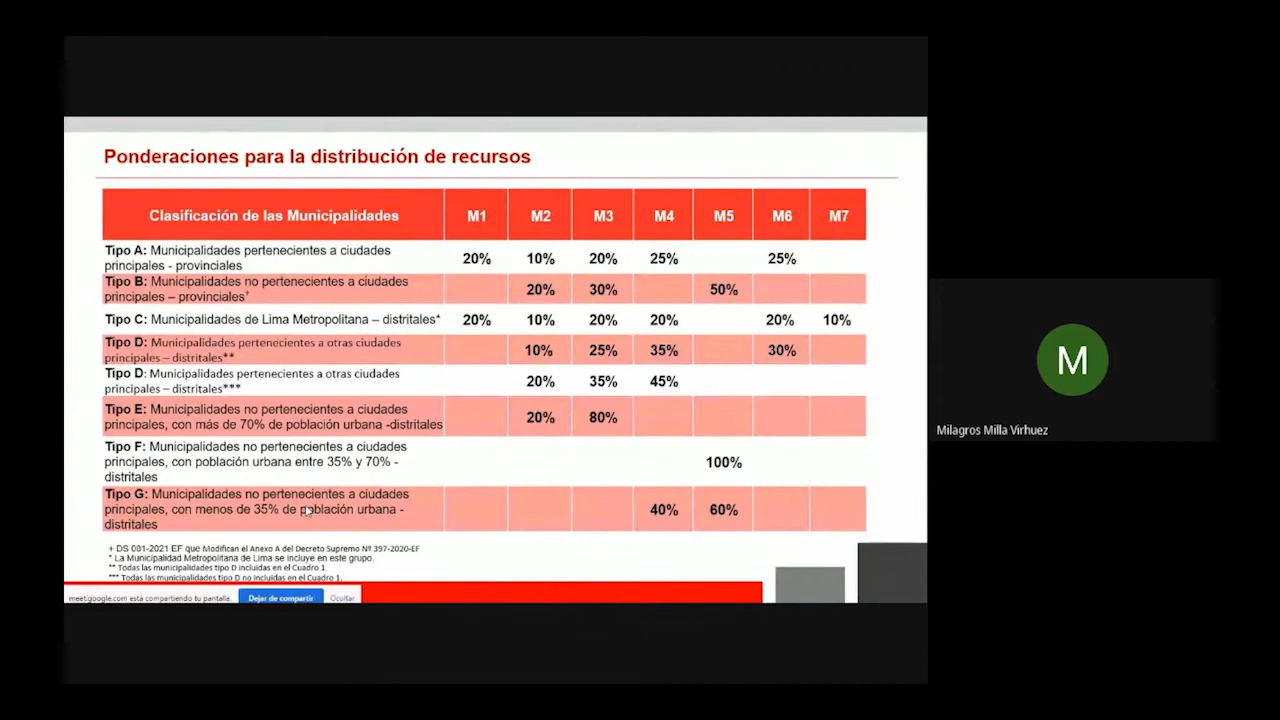 Ponderaciones para la distribución de recursos
Clasificación de las Municipalidades M1 M2 M3 M4 M5 M6 M7
Tipo A: Municipalidades pertenecientes a ciudades
principales - provinciales
20% 10% 20% 25% 25%
Tipo B: Municipalidades no pertenecientes a ciudades
principales – provinciales+
20% 30% 50%
Tipo C: Municipalidades de Lima Metropolitana – distritales* 20% 10% 20% 20% 20% 10%
Tipo D: Municipalidades pertenecientes a otras ciudades
principales – distritales**
10% 25% 35% 30%
Tipo D: Municipalidades pertenecientes a otras ciudades
principales – distritales***
20% 35% 45%
Tipo E: Municipalidades no pertenecientes a ciudades
principales, con más de 70% de población urbana -distritales
20% 80%
Tipo F: Municipalidades no pertenecientes a ciudades
principales, con población urbana entre 35% y 70% -
distritales
100%
Tipo G: Municipalidades no pertenecientes a ciudades
principales, con menos de 35% de población urbana -
distritales
40% 60%
+ DS 001-2021 EF que Modifican el Anexo A del Decreto Supremo Nº 397-2020-EF
* La Municipalidad Metropolitana de Lima se incluye en este grupo.
** Todas las municipalidades tipo D incluidas en el Cuadro 1.
*** Todas las municipalidades tipo D no incluidas en el Cuadro 1.
meet.google.com está compartiendo tu pantalla. Dejar de compartir Ocultar
M
Milagros Milla Virhuez